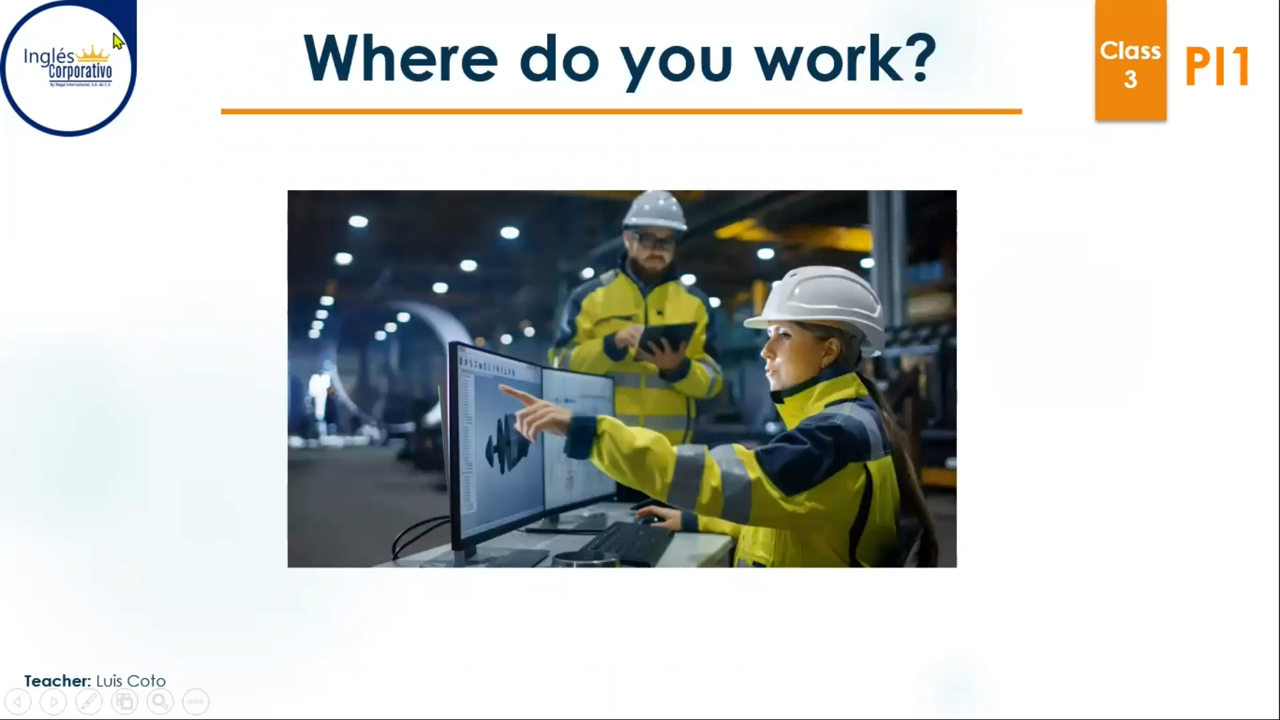 Inglés
Corporativo
Where do you work?
Class
3
PI1
Teacher: Luis Coto